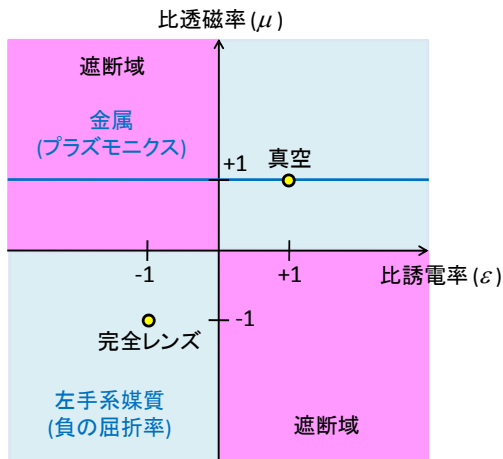 比透磁率(μ)
遮断域
金属
(プラズモニクス)
真空
+1
-1
+1
比誘電率(ε)
-1
完全レンズ
左手系媒質
(負の屈折率)
遮断域